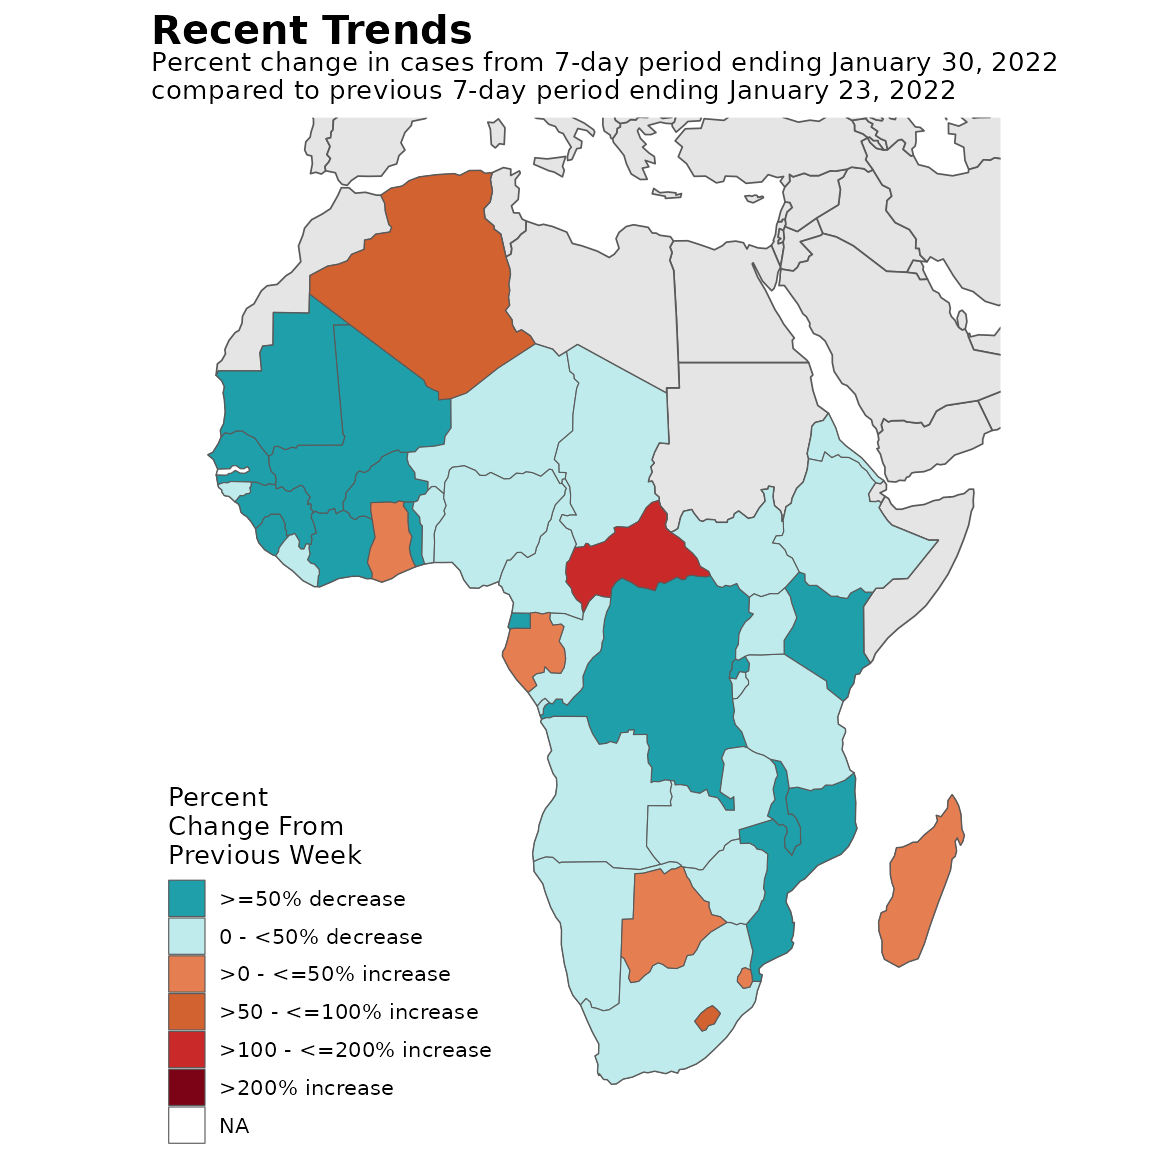 Recent Trends
Percent change in cases from 7-day period ending January 30, 2022
compared to previous 7-day period ending January 23, 2022
Percent
Change From
Previous Week
>=50% decrease
0 - <50% decrease
>0 - <=50% increase
>50 - <=100% increase
>100 - <=200% increase
>200% increase
NA